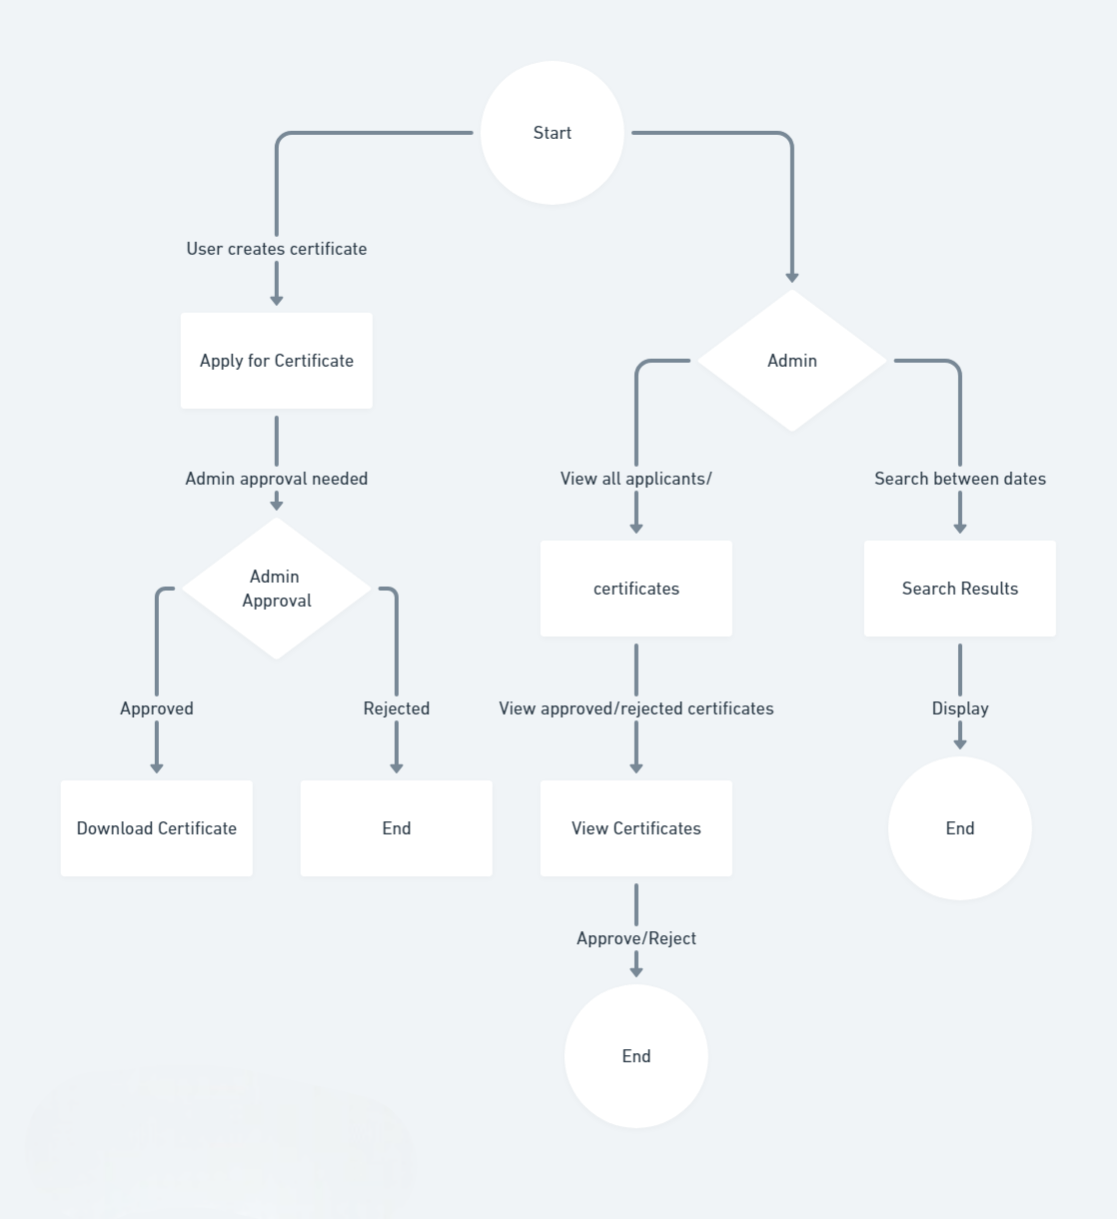 Start
User creates certificate
Apply for Certificate
Admin
Admin approval needed
View all applicants/
Search between dates
Admin
Approval
certificates
Search Results
Approved
Rejected
View approved/rejected certificates
Display
Download Certificate
End
View Certificates
End
Approve/Reject
End